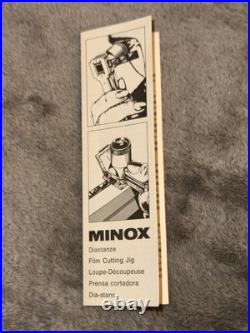 MINOX
Diastanze
Film Cutting Jig
Loupe-Découpeuse
Prensa cortadora
Dia-stans